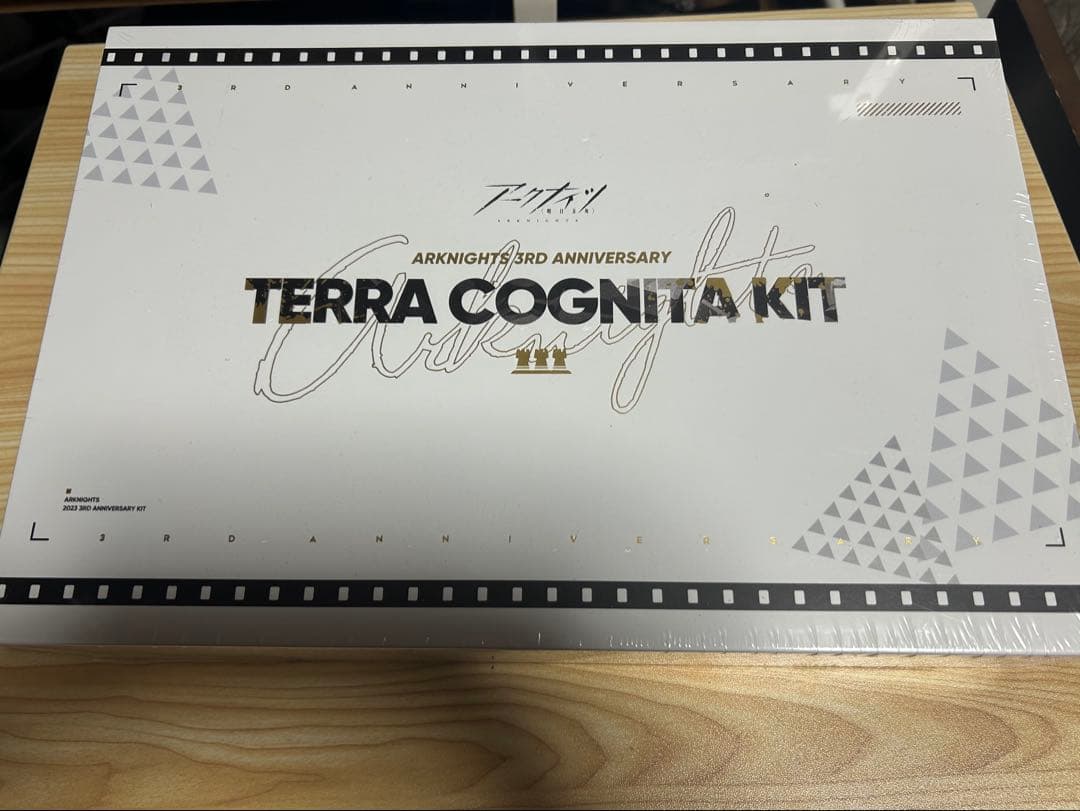 3RD ANNIVERSARY
アークナイツ
ARKNIGHTS
ARKNIGHTS 3RD ANNIVERSARY
TERRA COGNITA KIT
Arknights
ARKNIGHTS
2023 3RD ANNIVERSARY KIT
3RD ANNIVERSARY